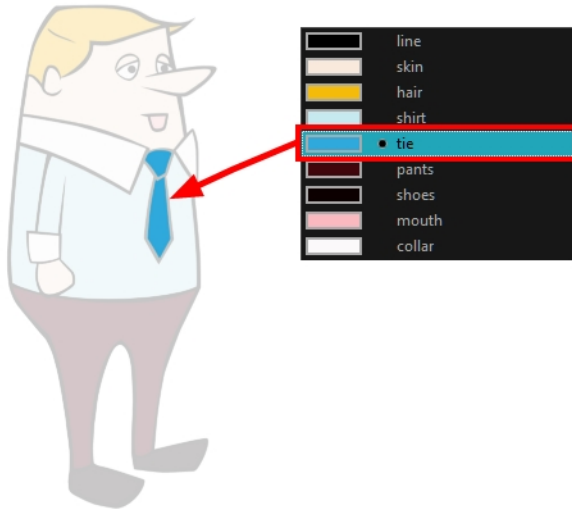 line
skin
hair
shirt
tie
pants
shoes
mouth
collar